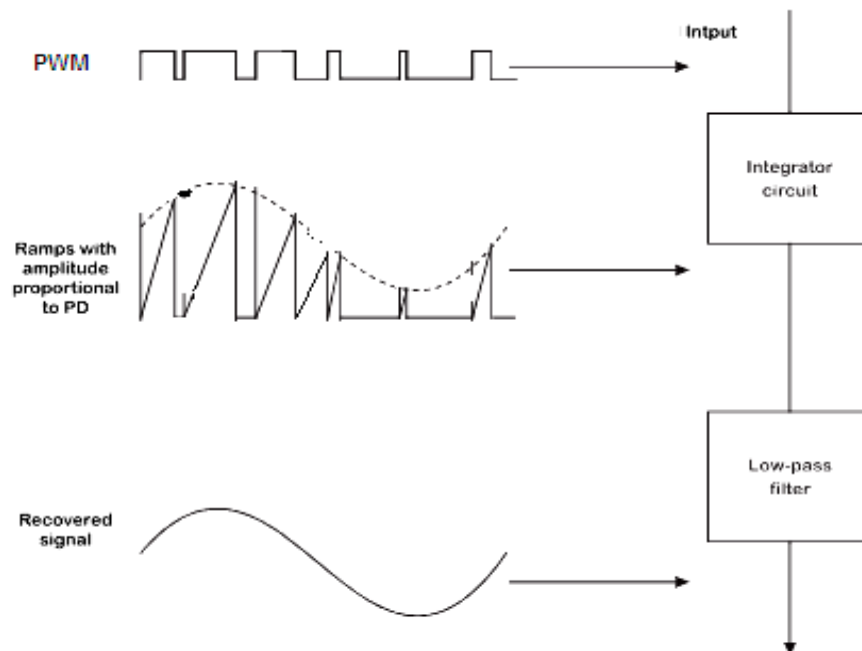 Intput
PWM
Integrator
circuit
Ramps with
amplitude
proportional
to PD
Low-pass
filter
Recovered
signal